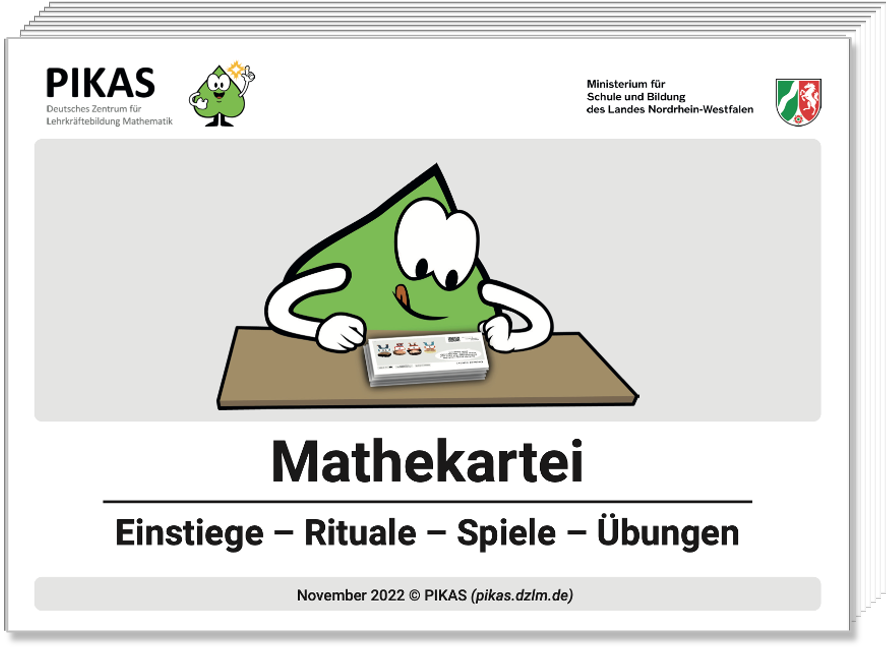 PIKAS
Deutsches Zentrum für
Lehrkräftebildung Mathematik
Ministerium für
Schule und Bildung
des Landes Nordrhein-Westfalen
Mathekartei
Einstiege – Rituale – Spiele – Übungen
November 2022 © PIKAS (pikas.dzlm.de)